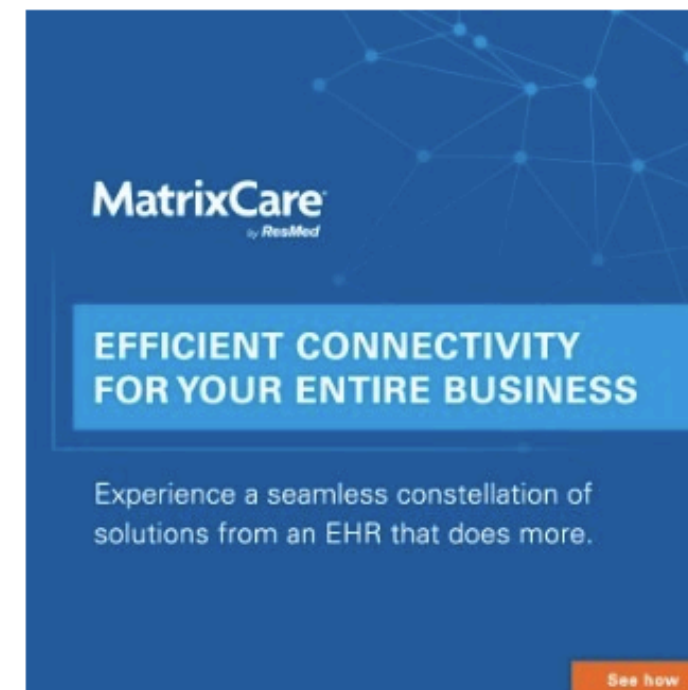 MatrixCare
by ResMed
EFFICIENT CONNECTIVITY
FOR YOUR ENTIRE BUSINESS
Experience a seamless constellation of
solutions from an EHR that does more.
See how